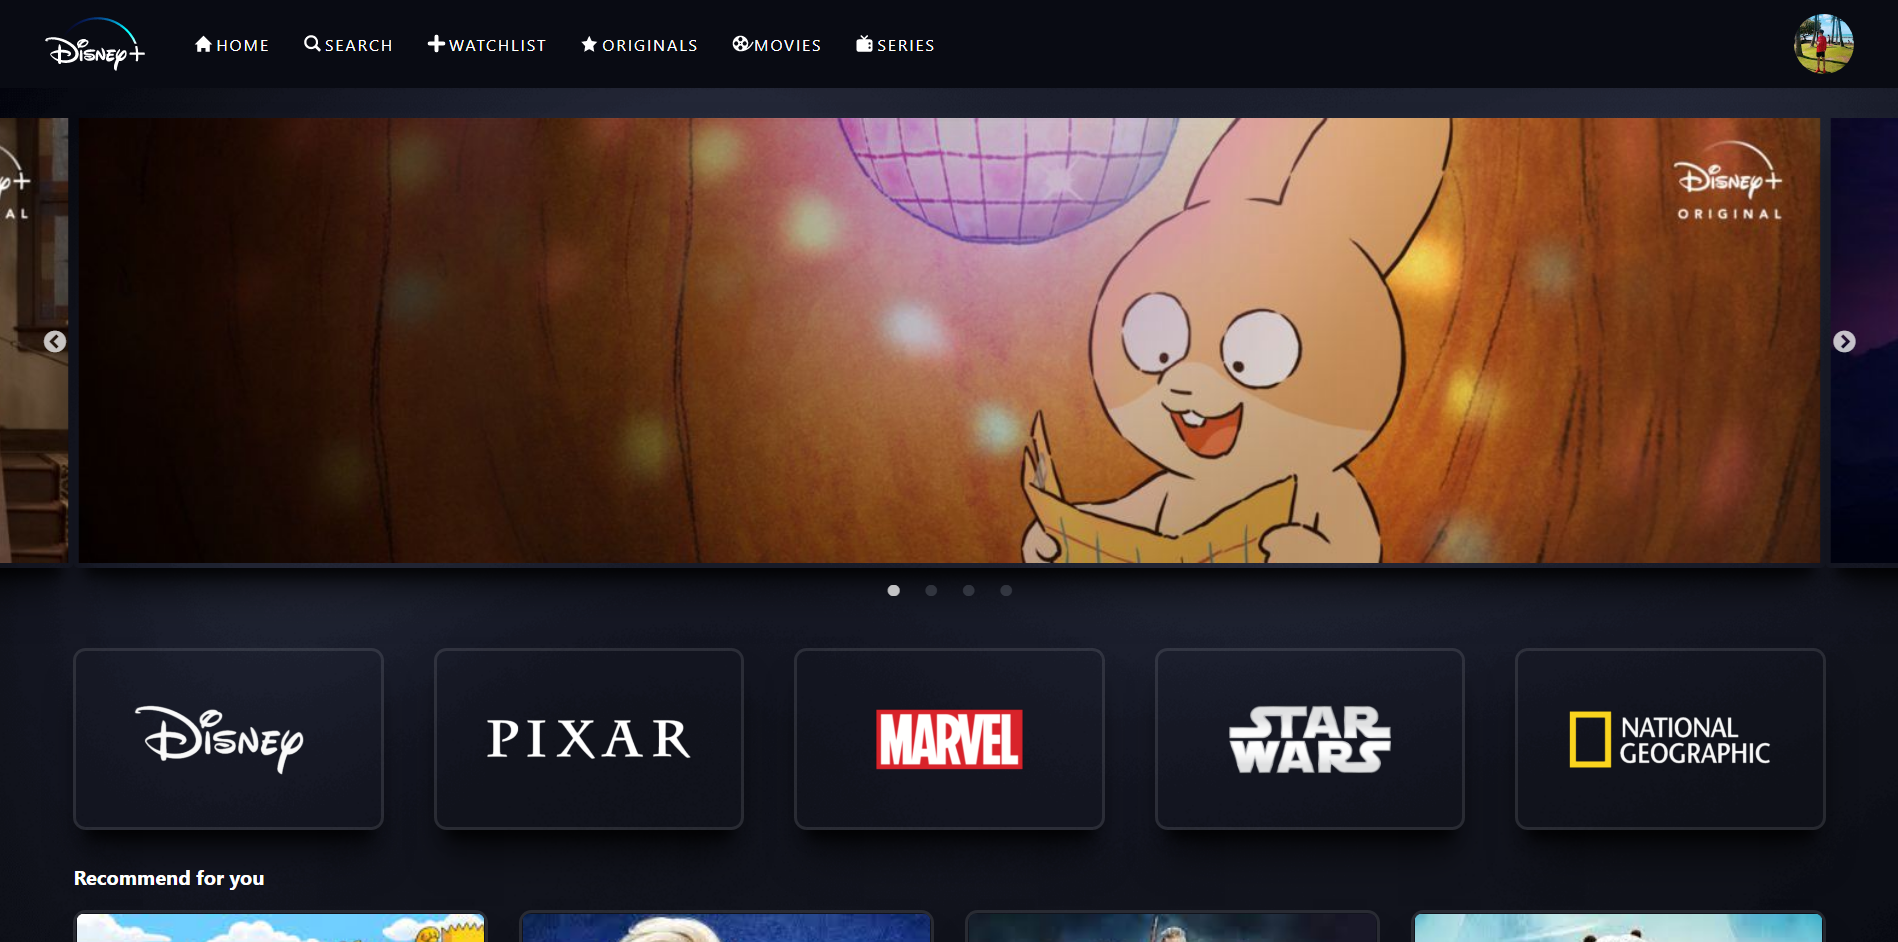 Disney+
HOME
SEARCH
WATCHLIST
ORIGINALS
MOVIES
SERIES
y+
AL
Disney+
ORIGINAL
Disney
PIXAR
MARVEL
STAR
WARS
NATIONAL
GEOGRAPHIC
Recommend for you